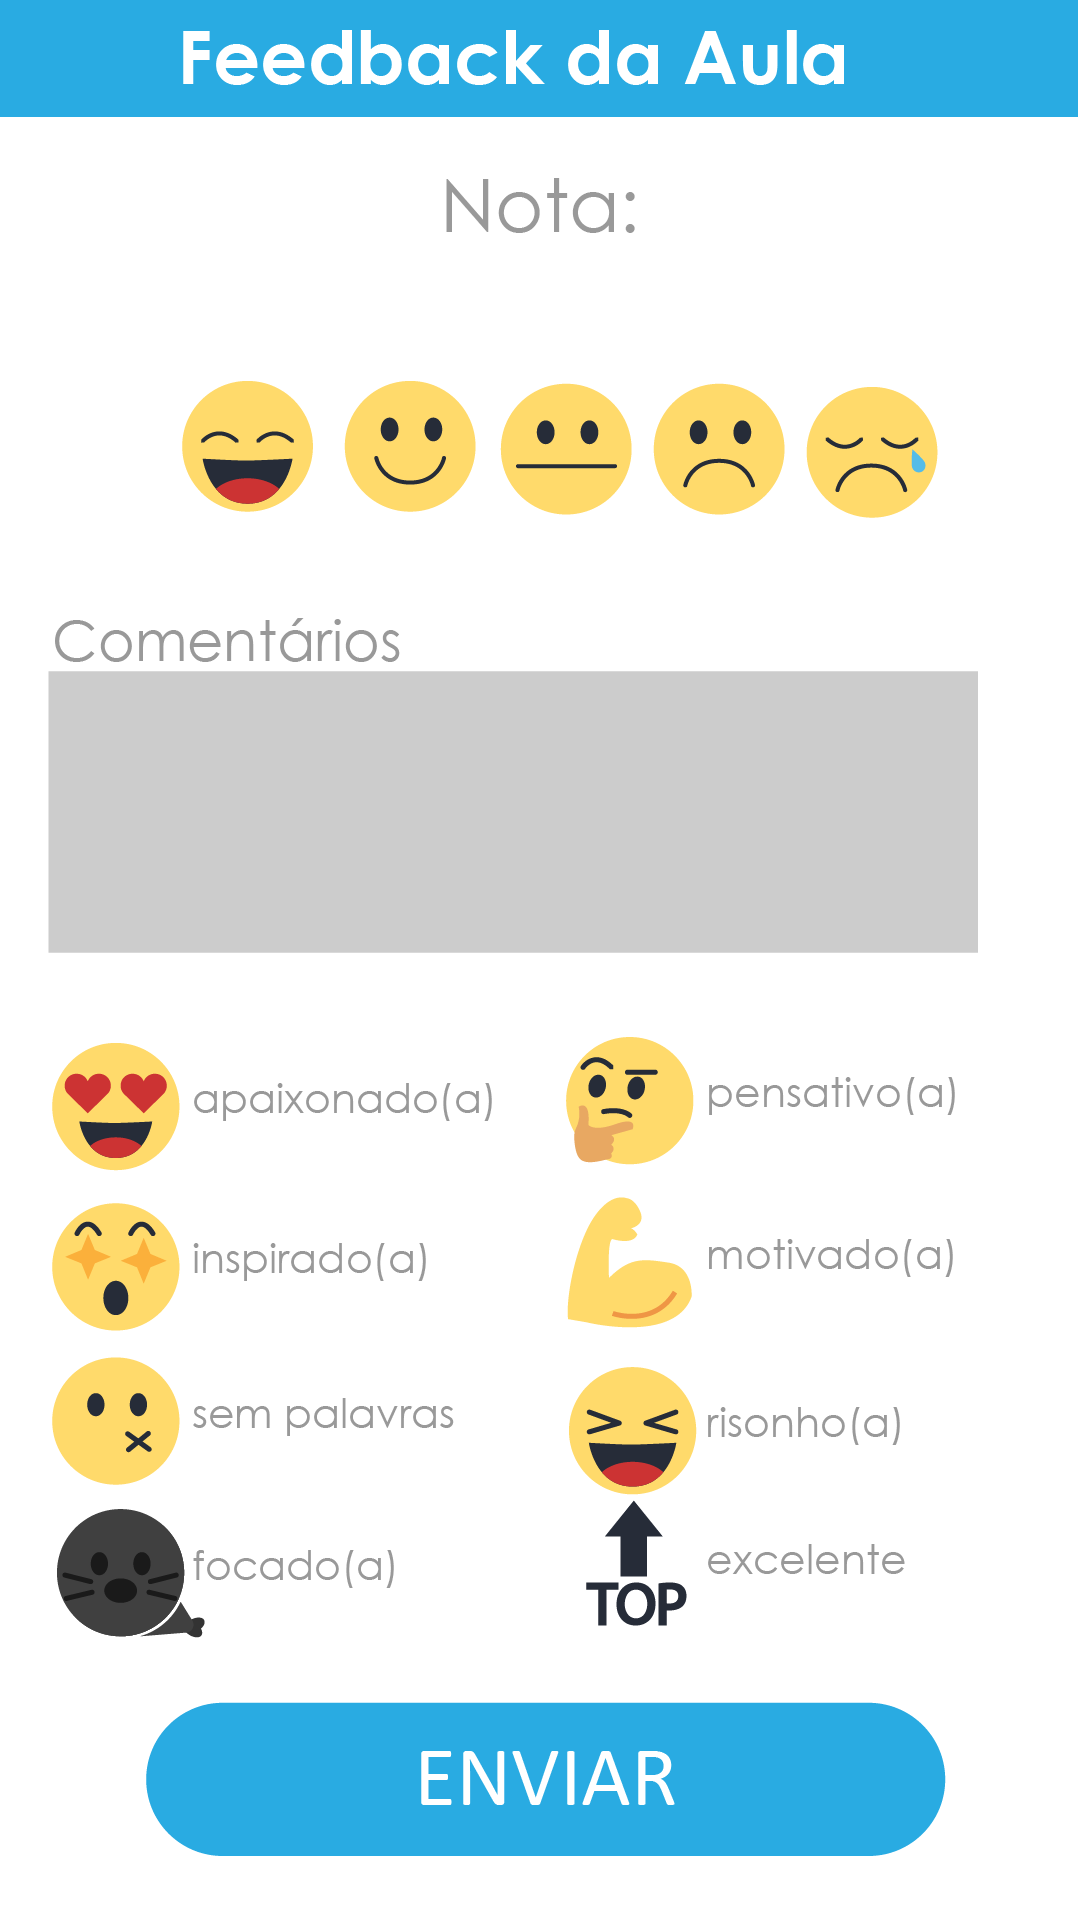 Feedback da Aula
Nota:
Comentários
apaixonado(a)
pensativo(a)
inspirado(a)
motivado(a)
sem palavras
risonho(a)
focado(a)
TOP
excelente
ENVIAR